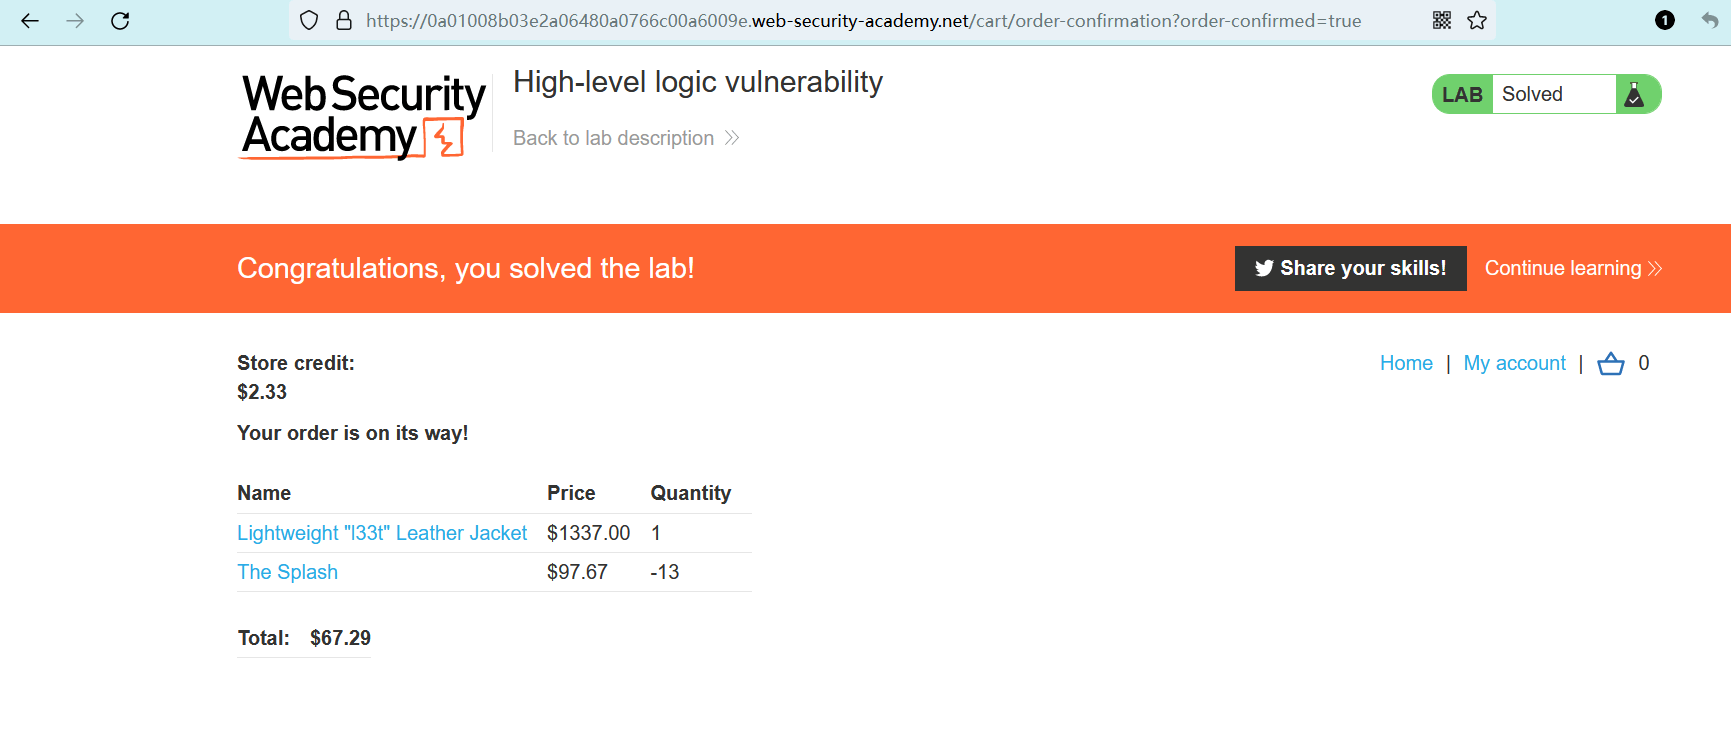 https://0a01008b03e2a06480a0766c00a6009e.web-security-academy.net/cart/order-confirmation?order-confirmed=true
1
Web Security
Academy
High-level logic vulnerability
Back to lab description
LAB Solved
Congratulations, you solved the lab!
Share your skills!
Continue learning
Store credit:
$2.33
Home | My account | 0
Your order is on its way!
Name Price Quantity
Lightweight "l33t" Leather Jacket $1337.00 1
The Splash $97.67 -13
Total: $67.29